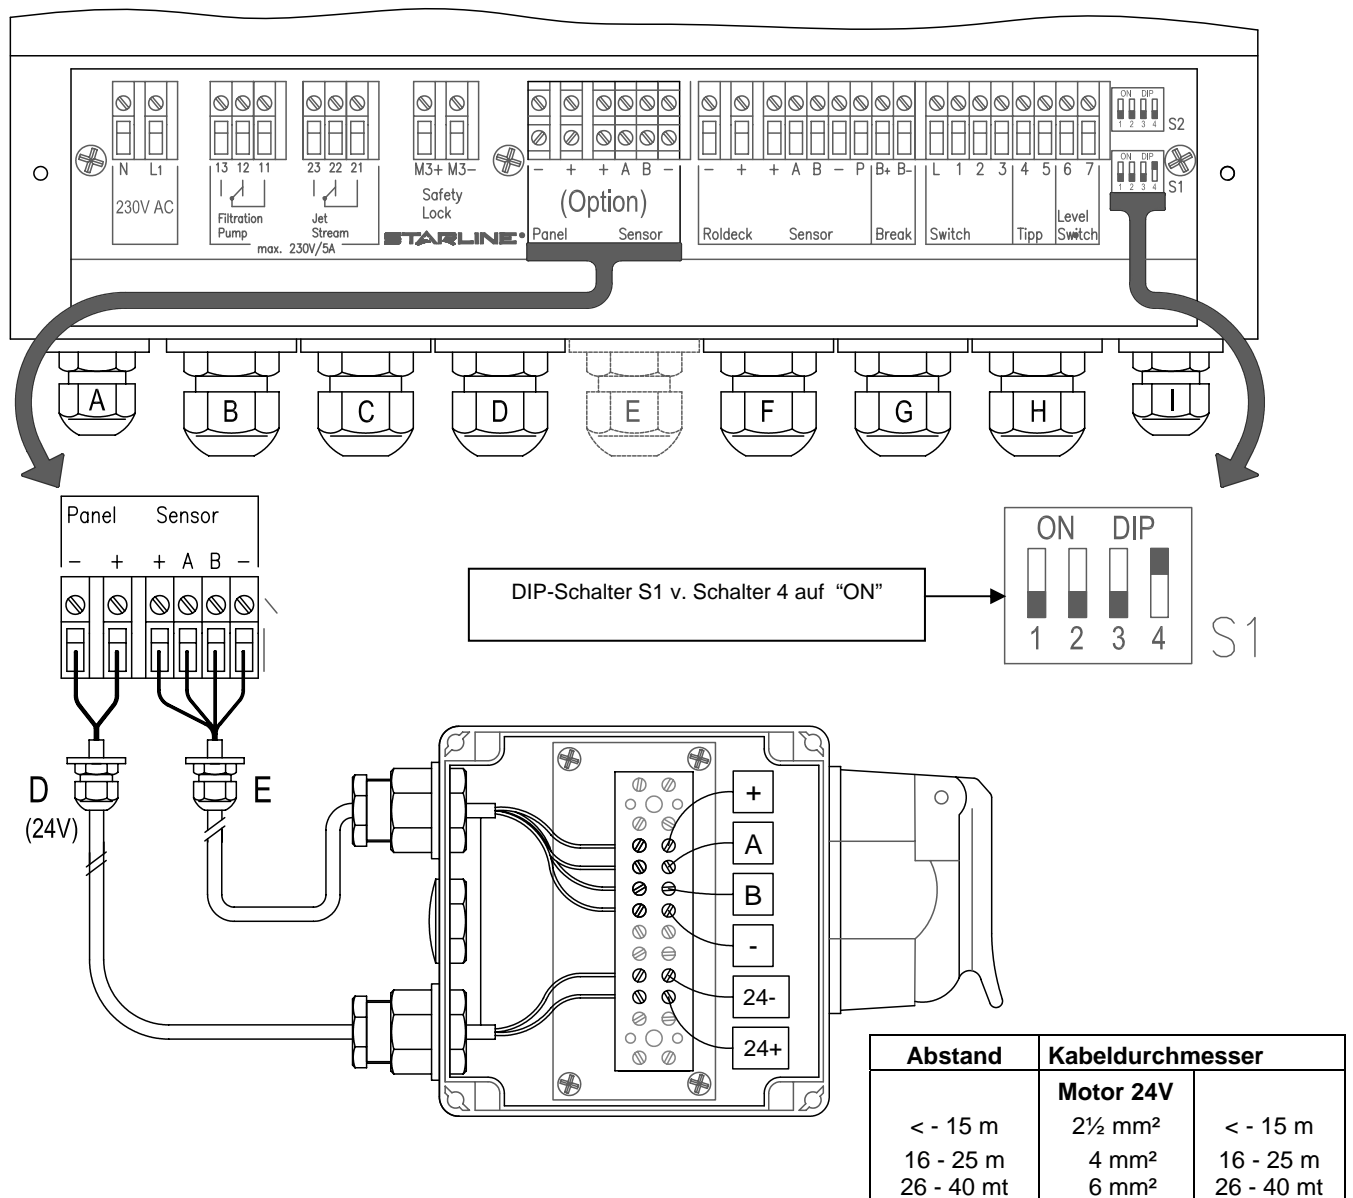 ON DIP
1 2 3 4
S2
ON DIP
1 2 3 4
S1
N L1
13 12 11
23 22 21
M3+ M3-
- + + A B -
- + + A B - P B+ B-
L 1 2 3 4 5 6 7
230V AC
Filtration
Pump
Jet
Stream
max. 230V/5A
Safety
Lock
STARLINE®
(Option)
Panel Sensor
Roldeck Sensor Break
Switch Tipp
Level
Switch
A B C D E F G H I
Panel Sensor
- + + A B -
DIP-Schalter S1 v. Schalter 4 auf "ON"
ON DIP
1 2 3 4
S1
D
(24V)
E
+
A
B
-
24-
24+
Abstand Kabeldurchmesser
Motor 24V
< - 15 m 2½ mm² < - 15 m
16 - 25 m 4 mm² 16 - 25 m
26 - 40 mt 6 mm² 26 - 40 mt